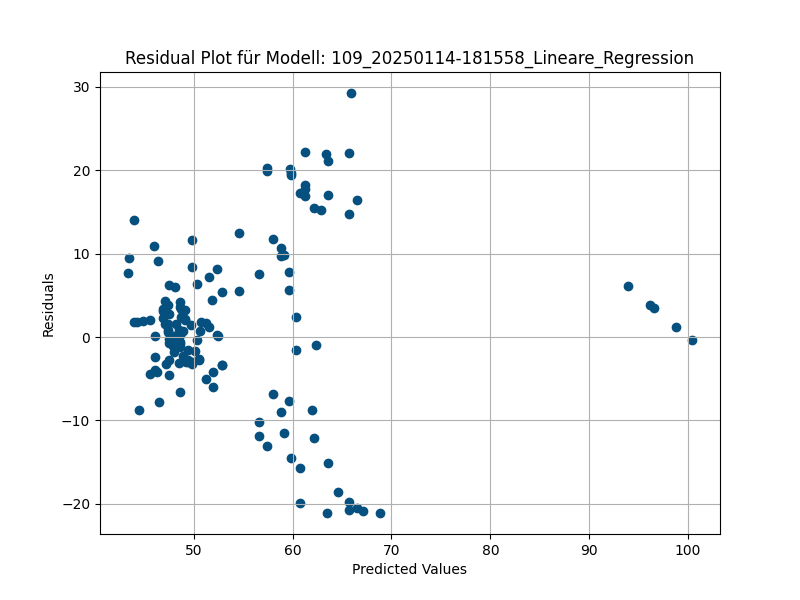 Residual Plot für Modell: 109_20250114-181558_Lineare_Regression
30
20
10
0
−10
−20
Residuals
50 60 70 80 90 100
Predicted Values